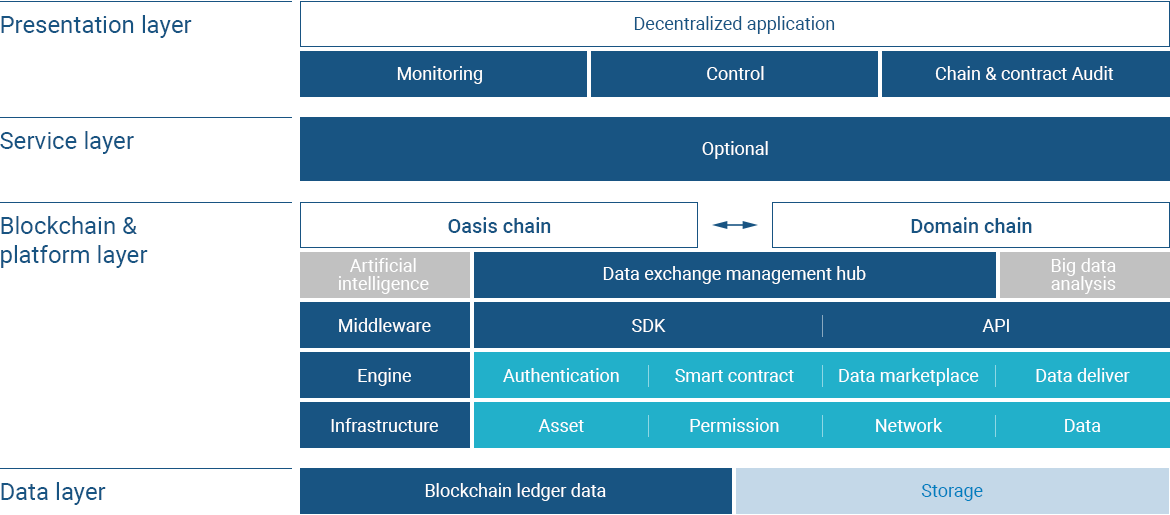 Presentation layer
Decentralized application
Monitoring
Control
Chain & contract Audit
Service layer
Optional
Blockchain &
platform layer
Oasis chain
Domain chain
Artificial
intelligence
Data exchange management hub
Big data
analysis
Middleware
SDK
API
Engine
Authentication
Smart contract
Data marketplace
Data deliver
Infrastructure
Asset
Permission
Network
Data
Data layer
Blockchain ledger data
Storage